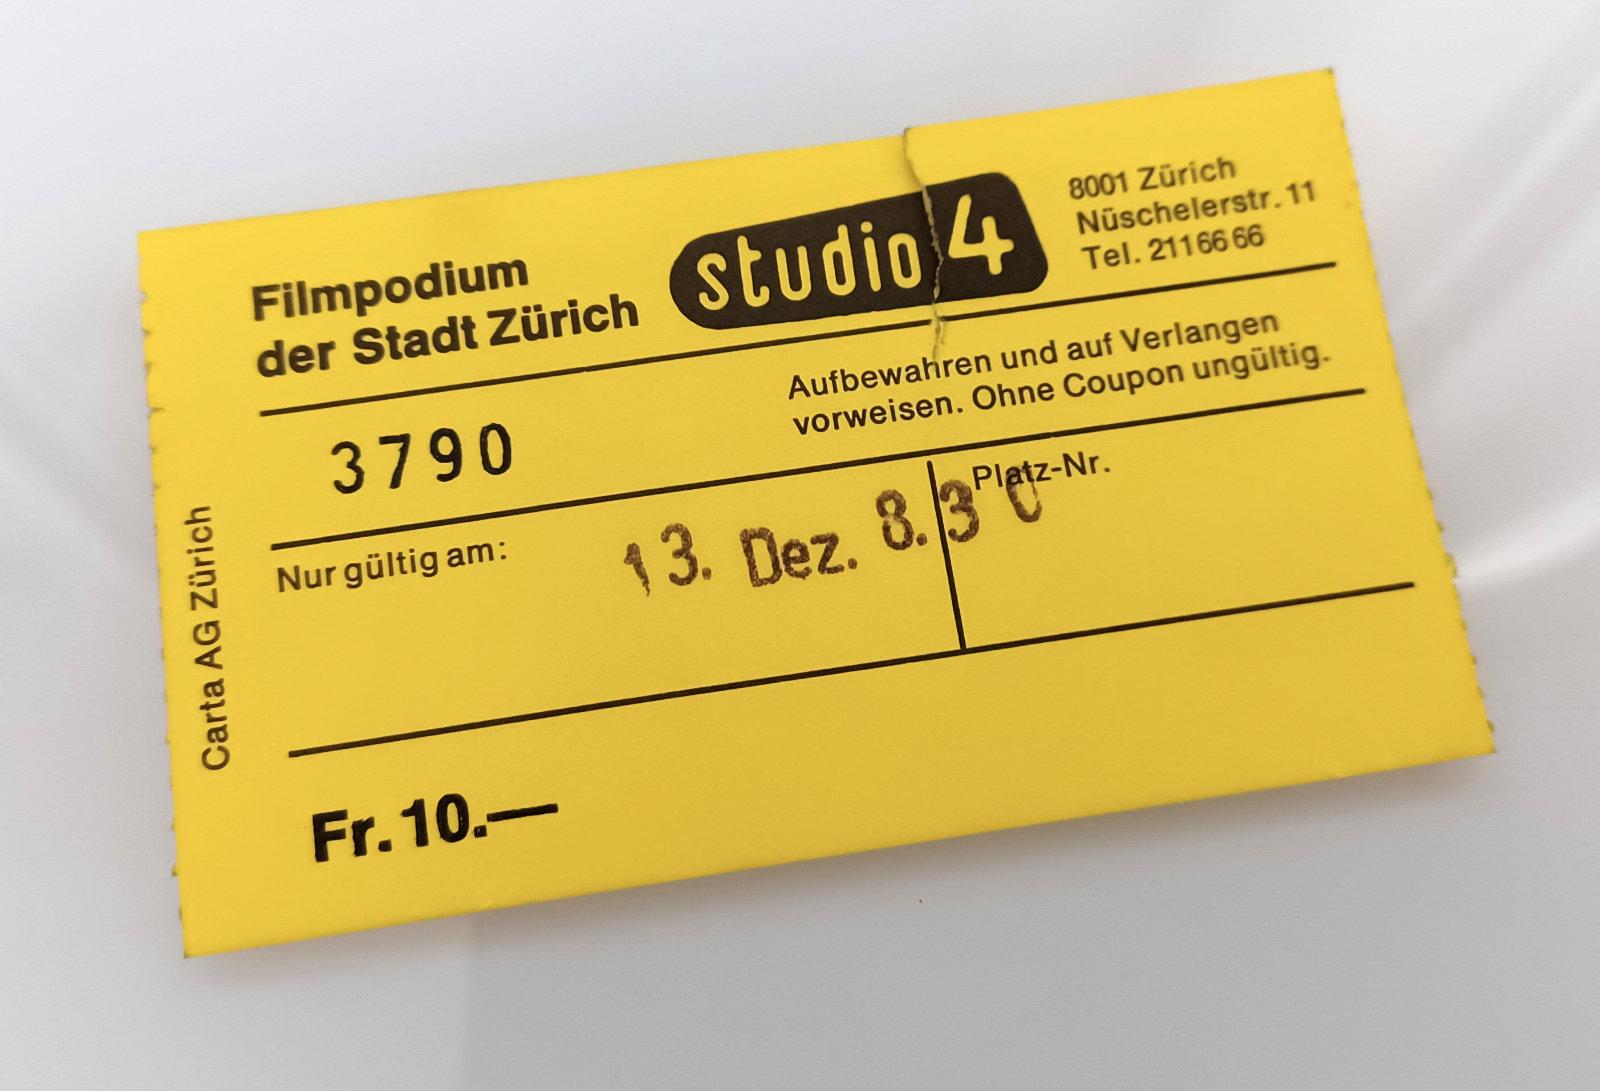 Filmpodium
der Stadt Zürich
studio 4
8001 Zürich
Nüschelerstr. 11
Tel. 211 66 66
3790
Aufbewahren und auf Verlangen
vorweisen. Ohne Coupon ungültig.
Nur gültig am:
13. Dez. 8.30
Platz-Nr.
Fr. 10.—
Carta AG Zürich